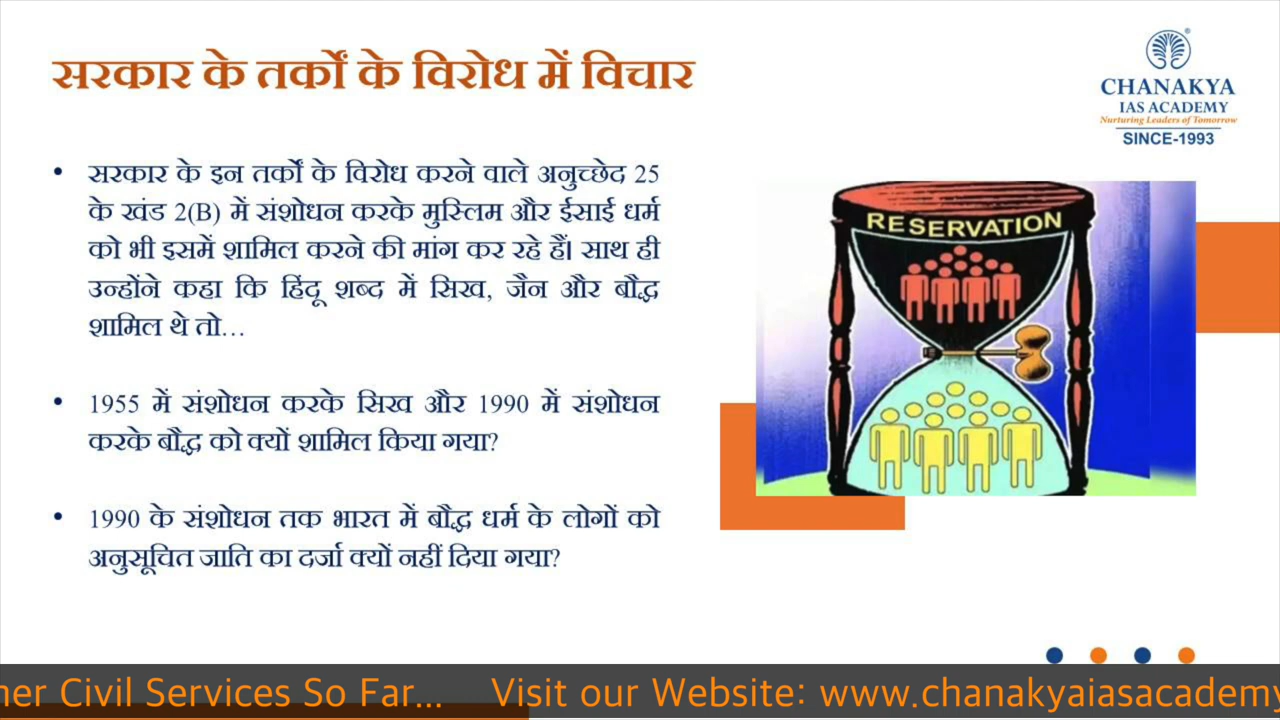 सरकार के तर्कों के विरोध में विचार
CHANAKYA
IAS ACADEMY
Nurturing Leaders of Tomorrow
SINCE-1993
• सरकार के इन तर्कों के विरोध करने वाले अनुच्छेद 25
के खंड 2(B) में संशोधन करके मुस्लिम और ईसाई धर्म
को भी इसमें शामिल करने की मांग कर रहे हैं। साथ ही
उन्होंने कहा कि हिंदू शब्द में सिख, जैन और बौद्ध
शामिल थे तो...
• 1955 में संशोधन करके सिख और 1990 में संशोधन
करके बौद्ध को क्यों शामिल किया गया?
• 1990 के संशोधन तक भारत में बौद्ध धर्म के लोगों को
अनुसूचित जाति का दर्जा क्यों नहीं दिया गया?
RESERVATION
her Civil Services So Far... Visit our Website: www.chanakyaiasacademy